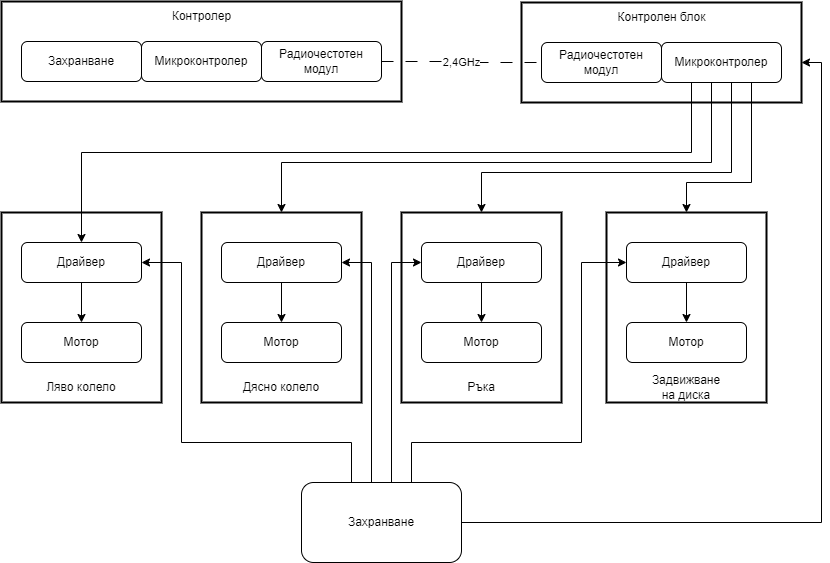 Контролер
Захранване
Микроконтролер
Радиочестотен
модул
2,4GHz
Контролен блок
Радиочестотен
модул
Микроконтролер
Драйвер
Мотор
Ляво колело
Драйвер
Мотор
Дясно колело
Драйвер
Мотор
Ръка
Драйвер
Мотор
Задвижване
на диска
Захранване